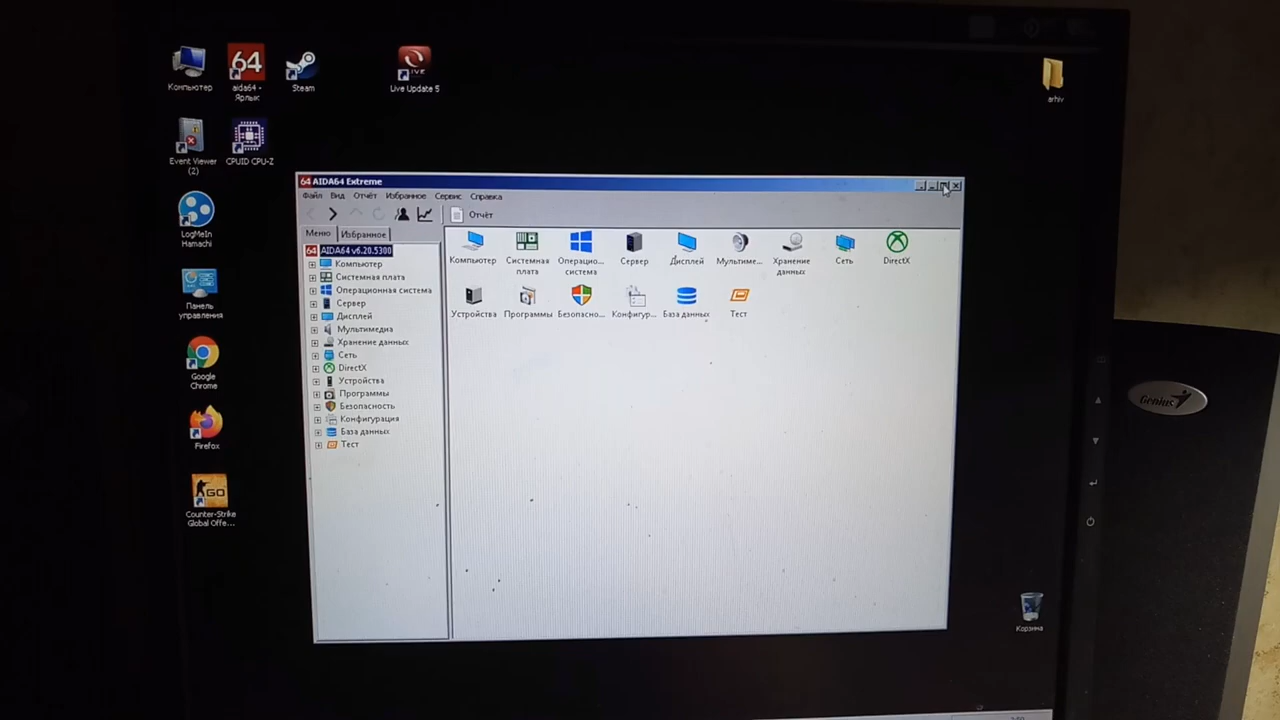 Компьютер
aida64 -
Ярлык
Steam
Live Update 5
arhiv
Event Viewer
(2)
CPUID CPU-Z
LogMeIn
Hamachi
Панель
управления
Google
Chrome
Firefox
Counter-Strike
Global Offe...
Корзина
64 AIDA64 Extreme
Файл Вид Отчёт Избранное Сервис Справка
Отчёт
Меню Избранное
64 AIDA64 v6.20.5300
Компьютер
Системная плата
Операционная система
Сервер
Дисплей
Мультимедиа
Хранение данных
Сеть
DirectX
Устройства
Программы
Безопасность
Конфигурация
База данных
Тест
Компьютер
Системная
плата
Операцио...
система
Сервер
Дисплей
Мультиме...
Хранение
данных
Сеть
DirectX
Устройства
Программы
Безопасно...
Конфигур...
База данных
Тест
Genius